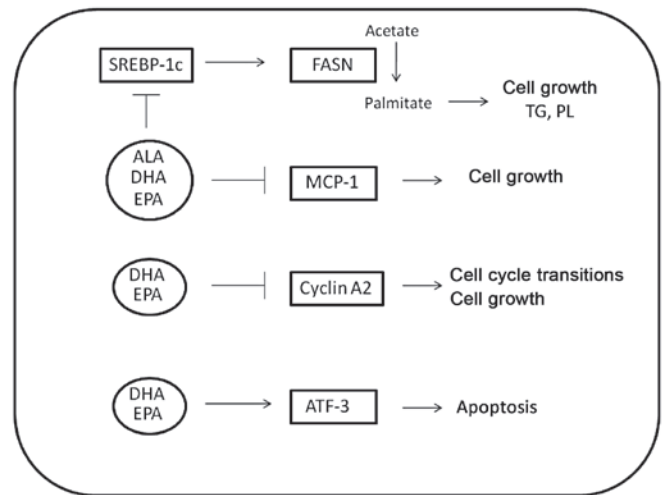 Acetate
SREBP-1c
FASN
Palmitate
Cell growth
TG, PL
ALA
DHA
EPA
MCP-1
Cell growth
DHA
EPA
Cyclin A2
Cell cycle transitions
Cell growth
DHA
EPA
ATF-3
Apoptosis